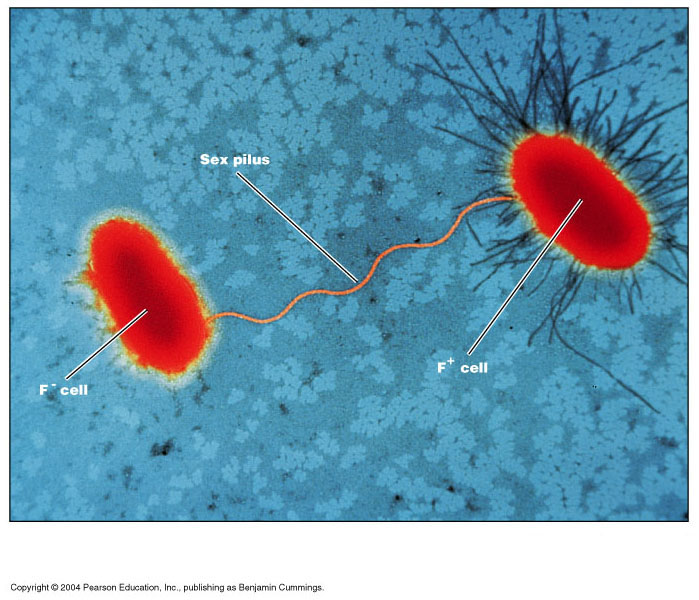 Sex pilus
F+ cell
F- cell
Copyright © 2004 Pearson Education, Inc., publishing as Benjamin Cummings.